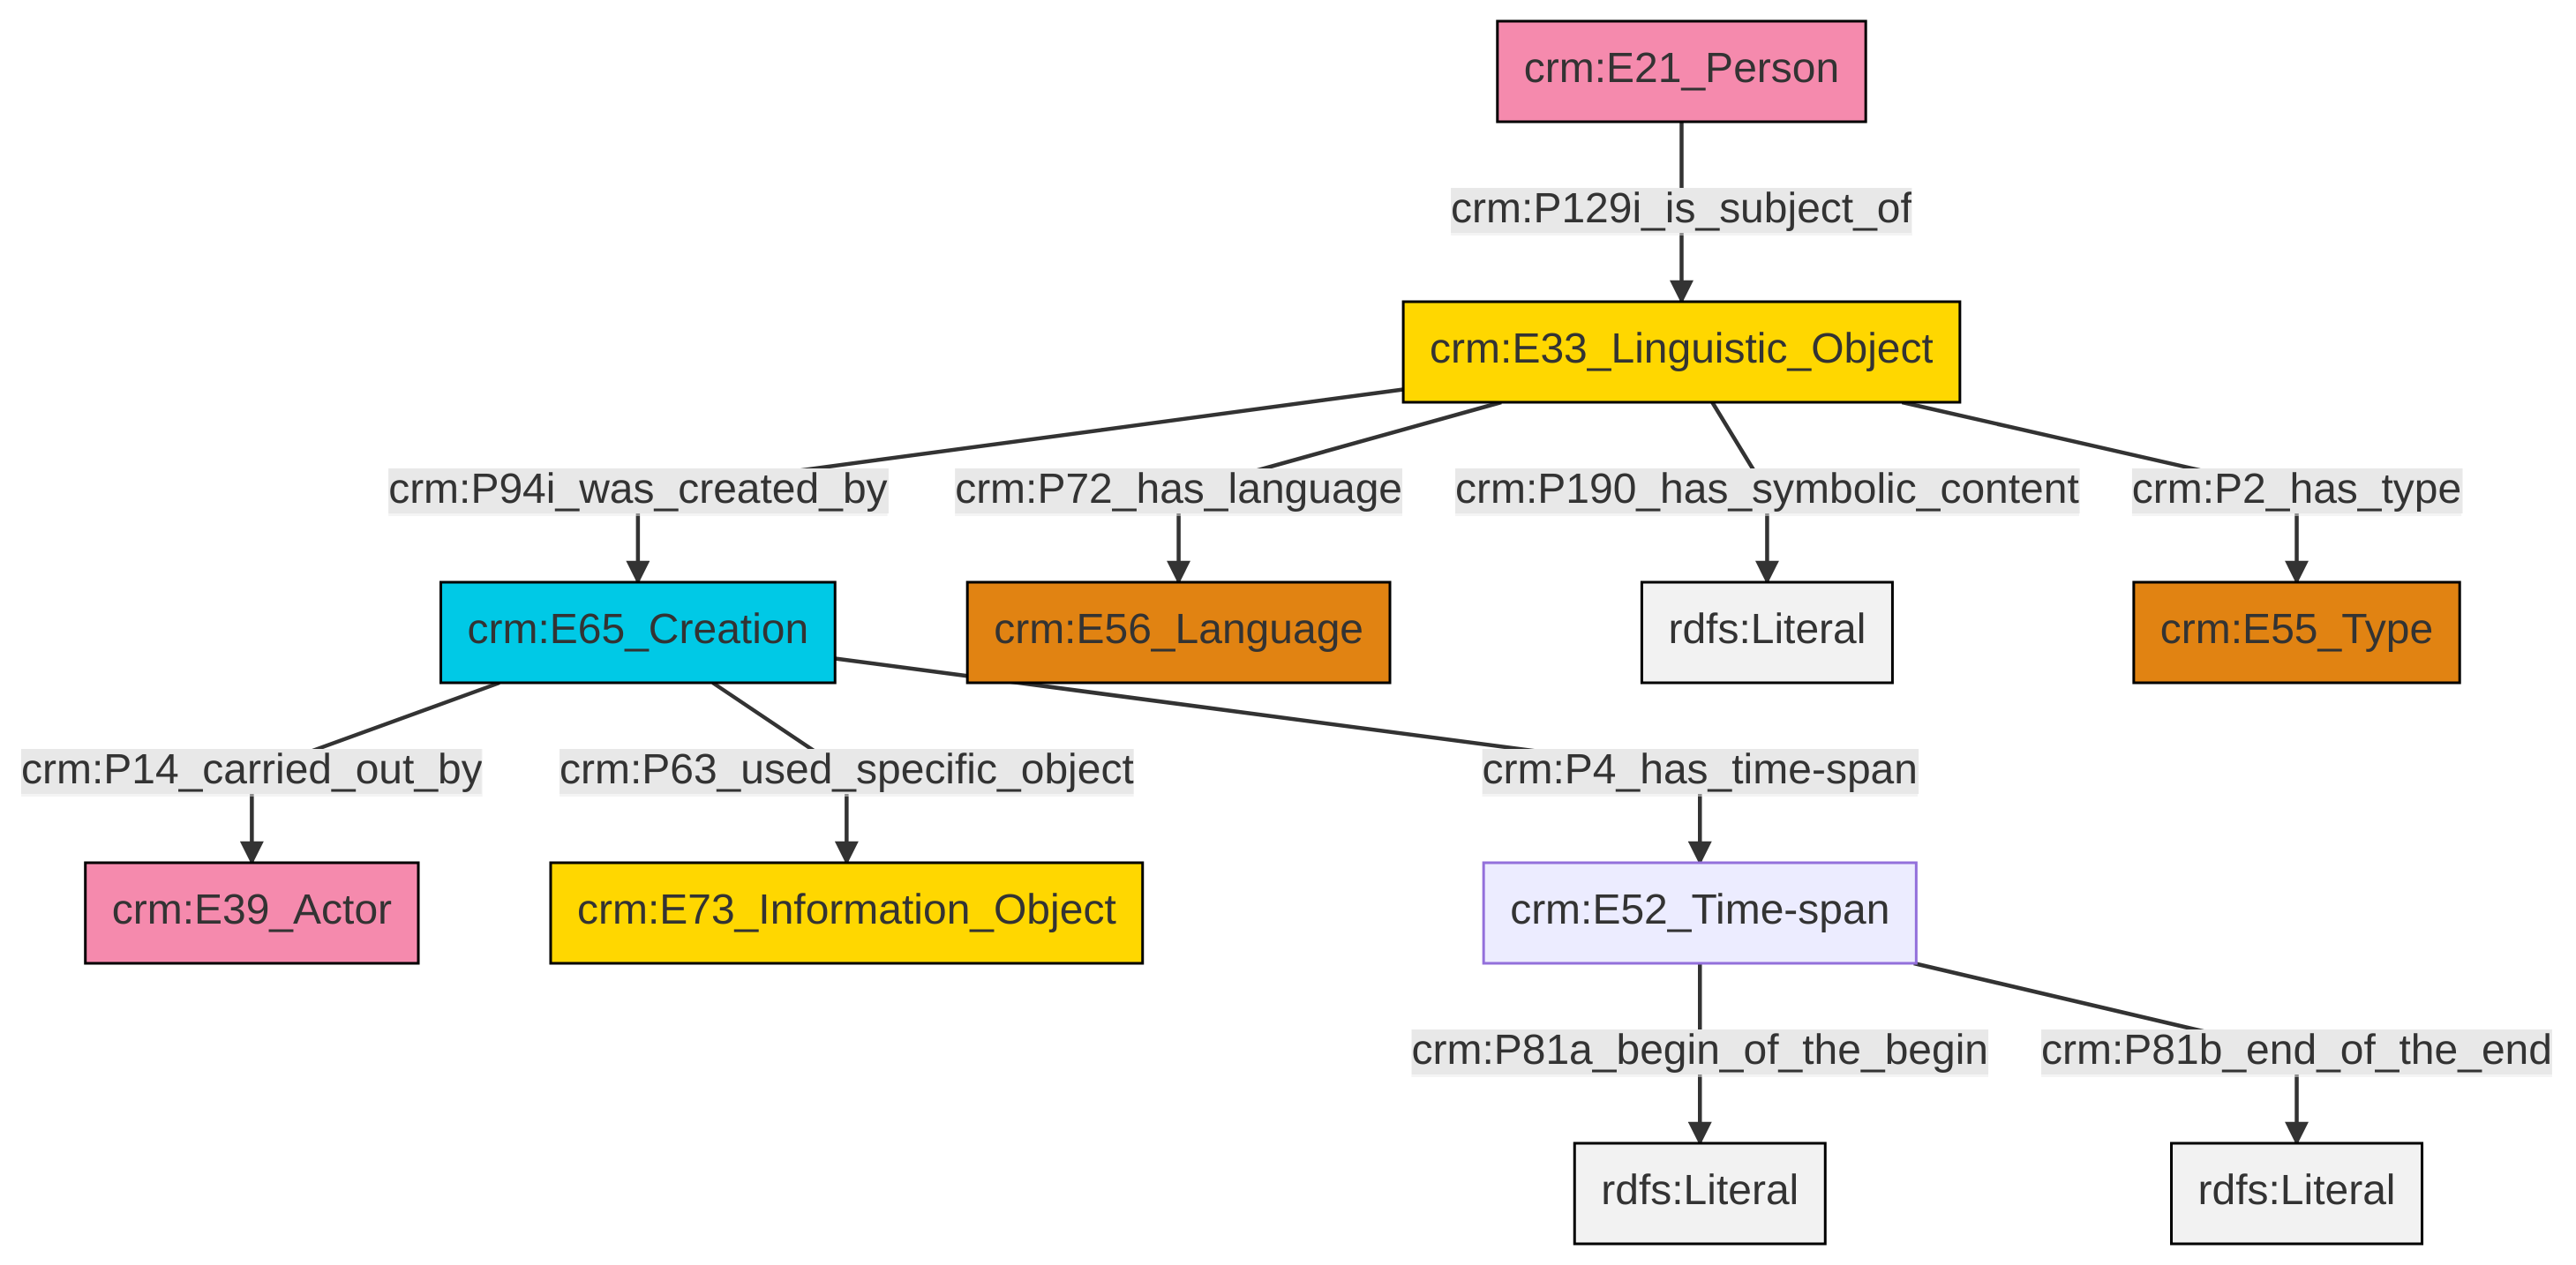 crm:E21_Person
crm:P129i_is_subject_of
crm:E33_Linguistic_Object
crm:P94i_was_created_by
crm:P72_has_language
crm:P190_has_symbolic_content
crm:P2_has_type
crm:E65_Creation
crm:E56_Language
rdfs:Literal
crm:E55_Type
crm:P14_carried_out_by
crm:P63_used_specific_object
crm:P4_has_time-span
crm:E39_Actor
crm:E73_Information_Object
crm:E52_Time-span
crm:P81a_begin_of_the_begin
crm:P81b_end_of_the_end
rdfs:Literal
rdfs:Literal